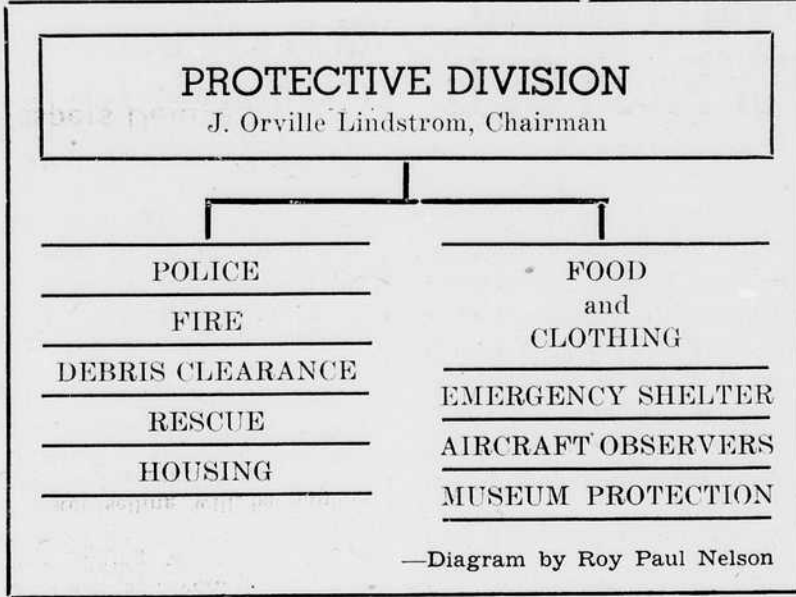 PROTECTIVE DIVISION
J. Orville Lindstrom, Chairman
POLICE
FIRE
DEBRIS CLEARANCE
RESCUE
HOUSING
FOOD
and
CLOTHING
EMERGENCY SHELTER
AIRCRAFT OBSERVERS
MUSEUM PROTECTION
—Diagram by Roy Paul Nelson